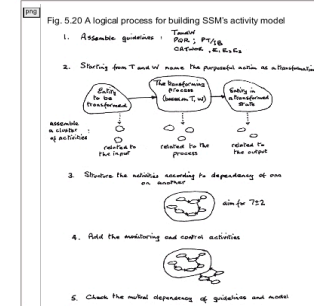 png
Fig. 5.20 A logical process for building SSM's activity model
1. Assemble guidelines : T and W
PQR ; PT/IB
CATWOE , E, E2 E3
2. Starting from T and W name the purposeful action as a transformation
Entity to be transformed
The transforming process (based on T, W)
Entity in a transformed state
assemble a cluster of activities :
related to the input
related to the process
related to the output
3. Structure the activities according to dependency of one
on another
aim for 7±2
4. Add the monitoring and control activities
5. Check the mutual dependency of guidelines and model